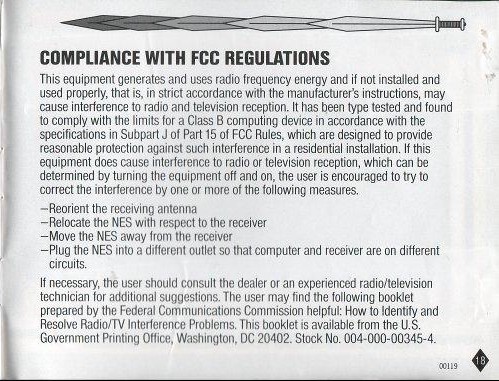 COMPLIANCE WITH FCC REGULATIONS
This equipment generates and uses radio frequency energy and if not installed and
used properly, that is, in strict accordance with the manufacturer's instructions, may
cause interference to radio and television reception. It has been type tested and found
to comply with the limits for a Class B computing device in accordance with the
specifications in Subpart J of Part 15 of FCC Rules, which are designed to provide
reasonable protection against such interference in a residential installation. If this
equipment does cause interference to radio or television reception, which can be
determined by turning the equipment off and on, the user is encouraged to try to
correct the interference by one or more of the following measures.
–Reorient the receiving antenna
–Relocate the NES with respect to the receiver
–Move the NES away from the receiver
–Plug the NES into a different outlet so that computer and receiver are on different
circuits.
If necessary, the user should consult the dealer or an experienced radio/television
technician for additional suggestions. The user may find the following booklet
prepared by the Federal Communications Commission helpful: How to Identify and
Resolve Radio/TV Interference Problems. This booklet is available from the U.S.
Government Printing Office, Washington, DC 20402. Stock No. 004-000-00345-4.
00119
18